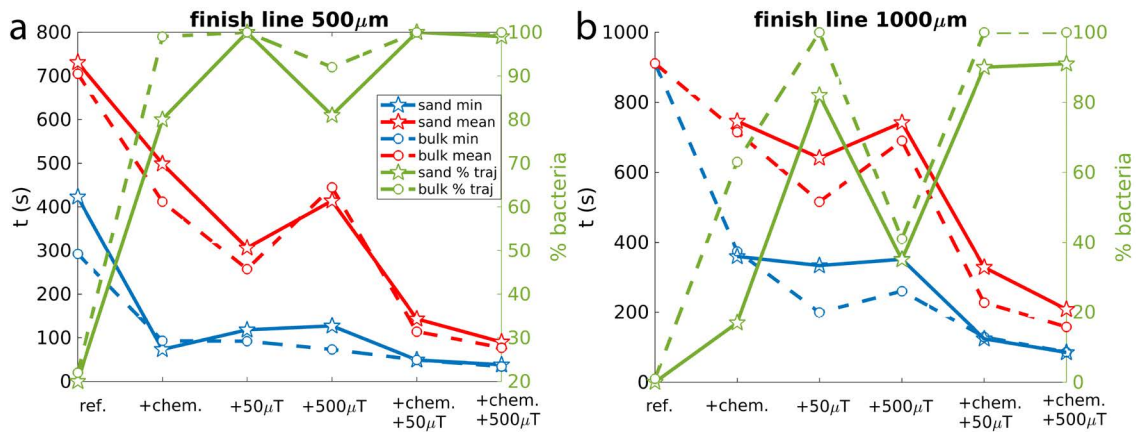 a
finish line 500μm
800
700
600
500
400
300
200
100
0
t (s)
100
90
80
70
60
50
40
30
20
% bacteria
sand min
sand mean
bulk min
bulk mean
sand % traj
bulk % traj
ref.
+chem.
+50μT
+500μT
+chem.
+50μT
+chem.
+500μT
b
finish line 1000μm
1000
800
600
400
200
0
t (s)
100
80
60
40
20
0
% bacteria
ref.
+chem.
+50μT
+500μT
+chem.
+50μT
+chem.
+500μT